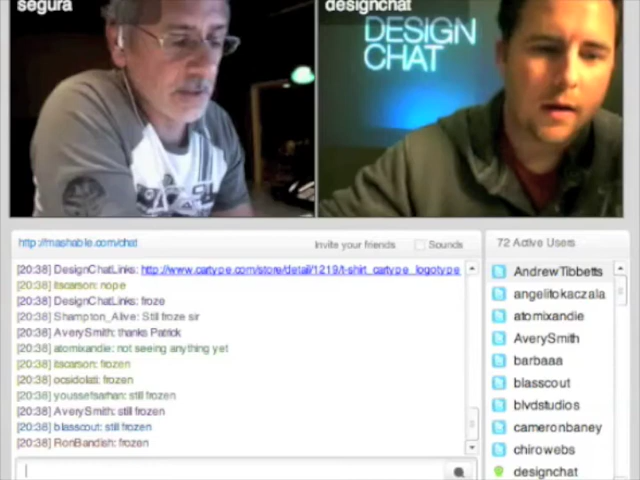 segura
designchat
DESIGN
CHAT
http://mashable.com/chat
Invite your friends
Sounds
72 Active Users
[20:38] DesignChatLinks: http://www.cartype.com/store/detail/1219/t-shirt_cartype_logotype
[20:38] itscarson: nope
[20:38] DesignChatLinks: froze
[20:38] Shampton_Alive: Still froze sir
[20:38] AverySmith: thanks Patrick
[20:38] atomixandie: not seeing anything yet
[20:38] itscarson: frozen
[20:38] ocsidolati: frozen
[20:38] youssefsarhan: still frozen
[20:38] AverySmith: still frozen
[20:38] blasscout: still frozen
[20:38] RonBandish: frozen
AndrewTibbetts
angelitokaczala
atomixandie
AverySmith
barbaaa
blasscout
blvdstudios
cameronbaney
chirowebs
designchat